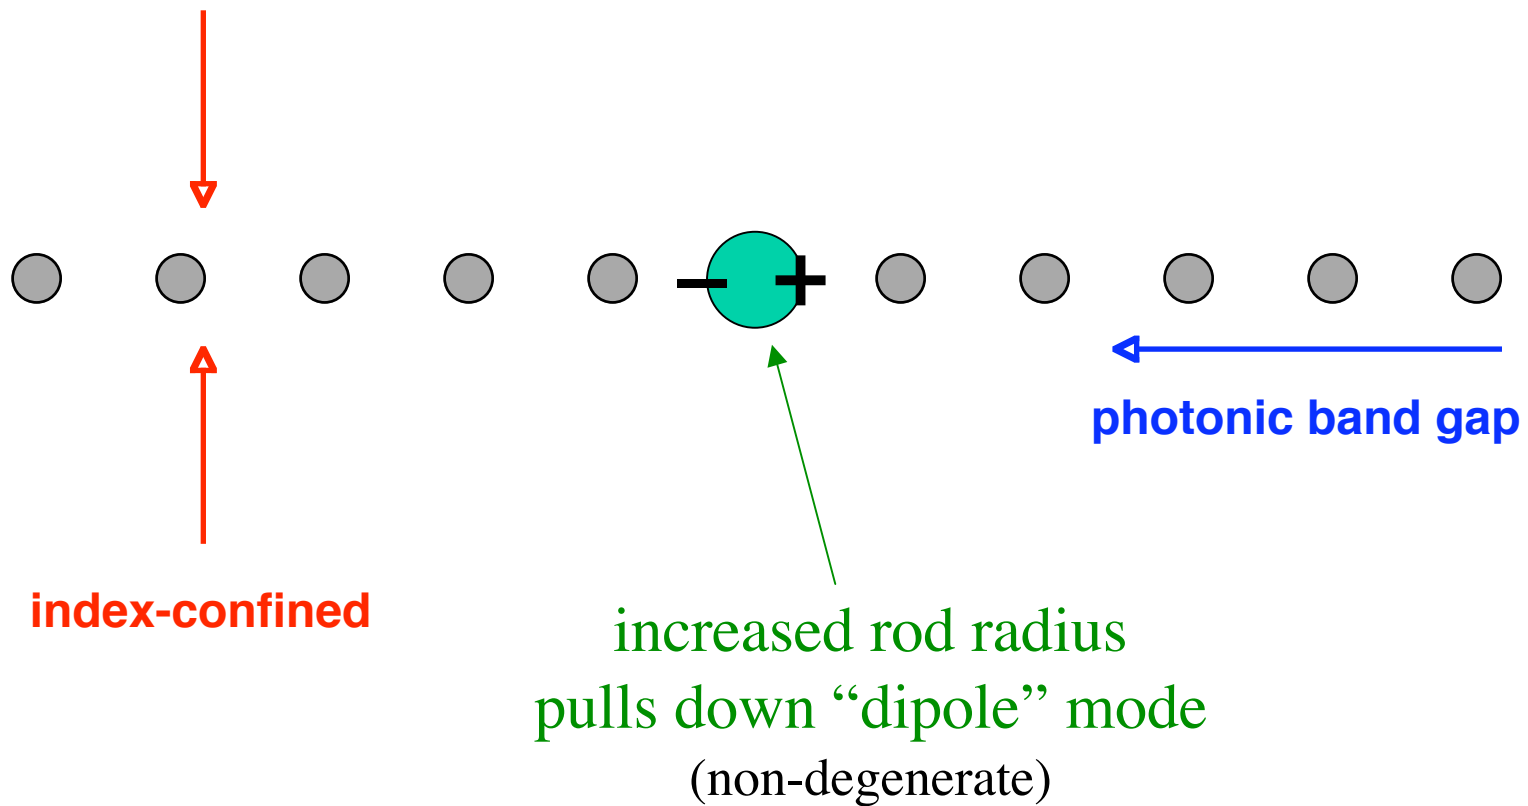 − +
photonic band gap
index-confined
increased rod radius
pulls down “dipole” mode
(non-degenerate)